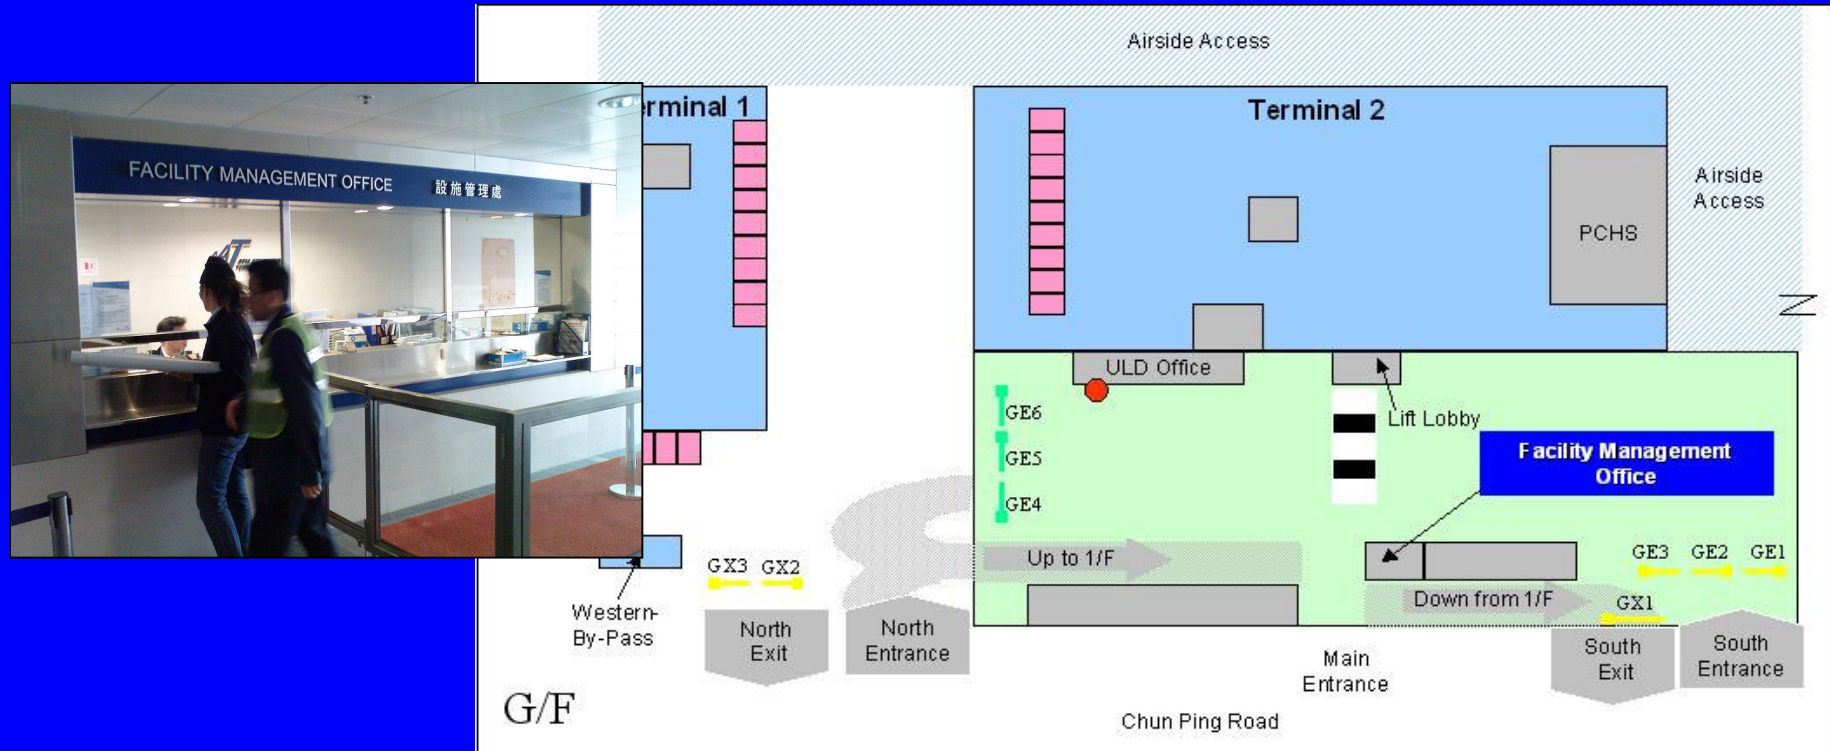 Airside Access
erminal 1
Terminal 2
FACILITY MANAGEMENT OFFICE 設施管理處
AAT
Airside
Access
PCHS
ULD Office
Lift Lobby
GE6
GE5
GE4
Facility Management
Office
Up to 1/F
GE3 GE2 GE1
Down from 1/F
GX1
GX3 GX2
Western-
By-Pass
North
Exit
North
Entrance
Main
Entrance
South
Exit
South
Entrance
G/F
Chun Ping Road
N